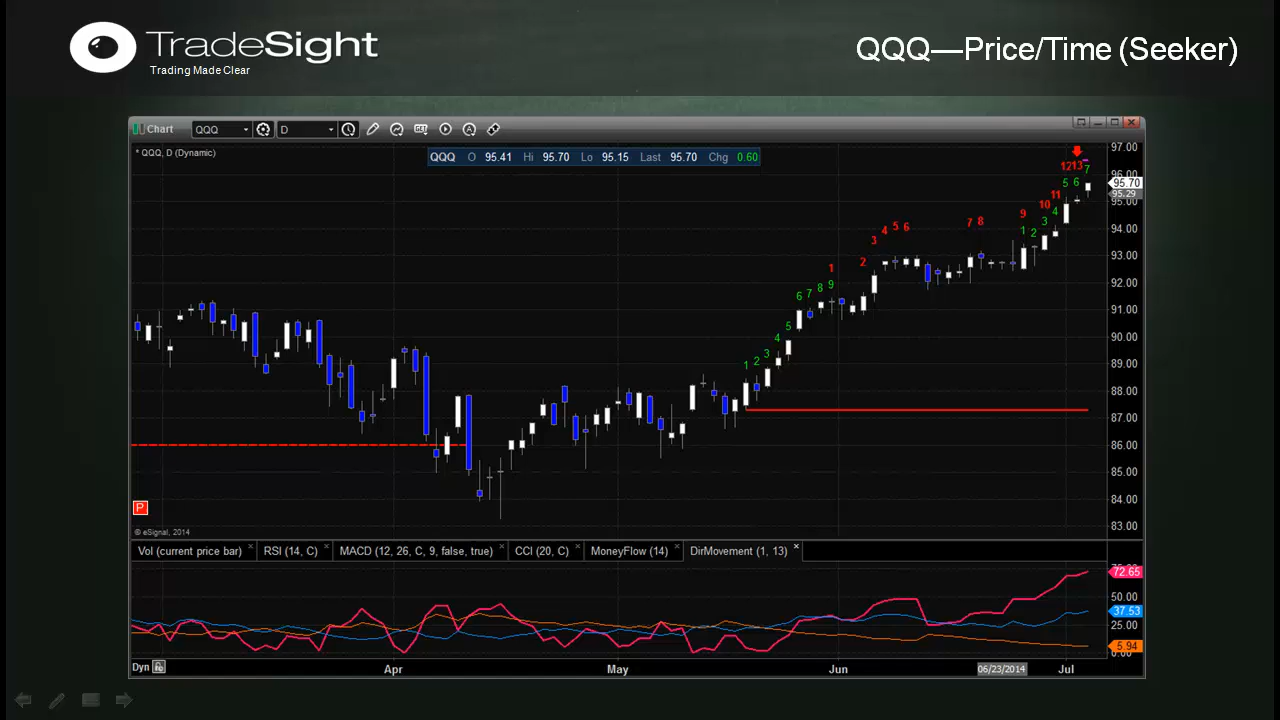 TradeSight
Trading Made Clear
QQQ—Price/Time (Seeker)
Chart QQQ D
* QQQ, D (Dynamic)
QQQ O 95.41 Hi 95.70 Lo 95.15 Last 95.70 Chg 0.60
97.00
96.00
95.70
95.29
95.00
94.00
93.00
92.00
91.00
90.00
89.00
88.00
87.00
86.00
85.00
84.00
83.00
1 2 3 4 5 6 7 8 9
1 2 3 4 5 6 7 8 9 10 11 12 13
1 2 3 4 5 6 7
P
© eSignal, 2014
Vol (current price bar) RSI (14, C) MACD (12, 26, C, 9, false, true) CCI (20, C) MoneyFlow (14) DirMovement (1, 13)
72.65
50.00
37.53
25.00
5.94
Dyn Apr May Jun 06/23/2014 Jul